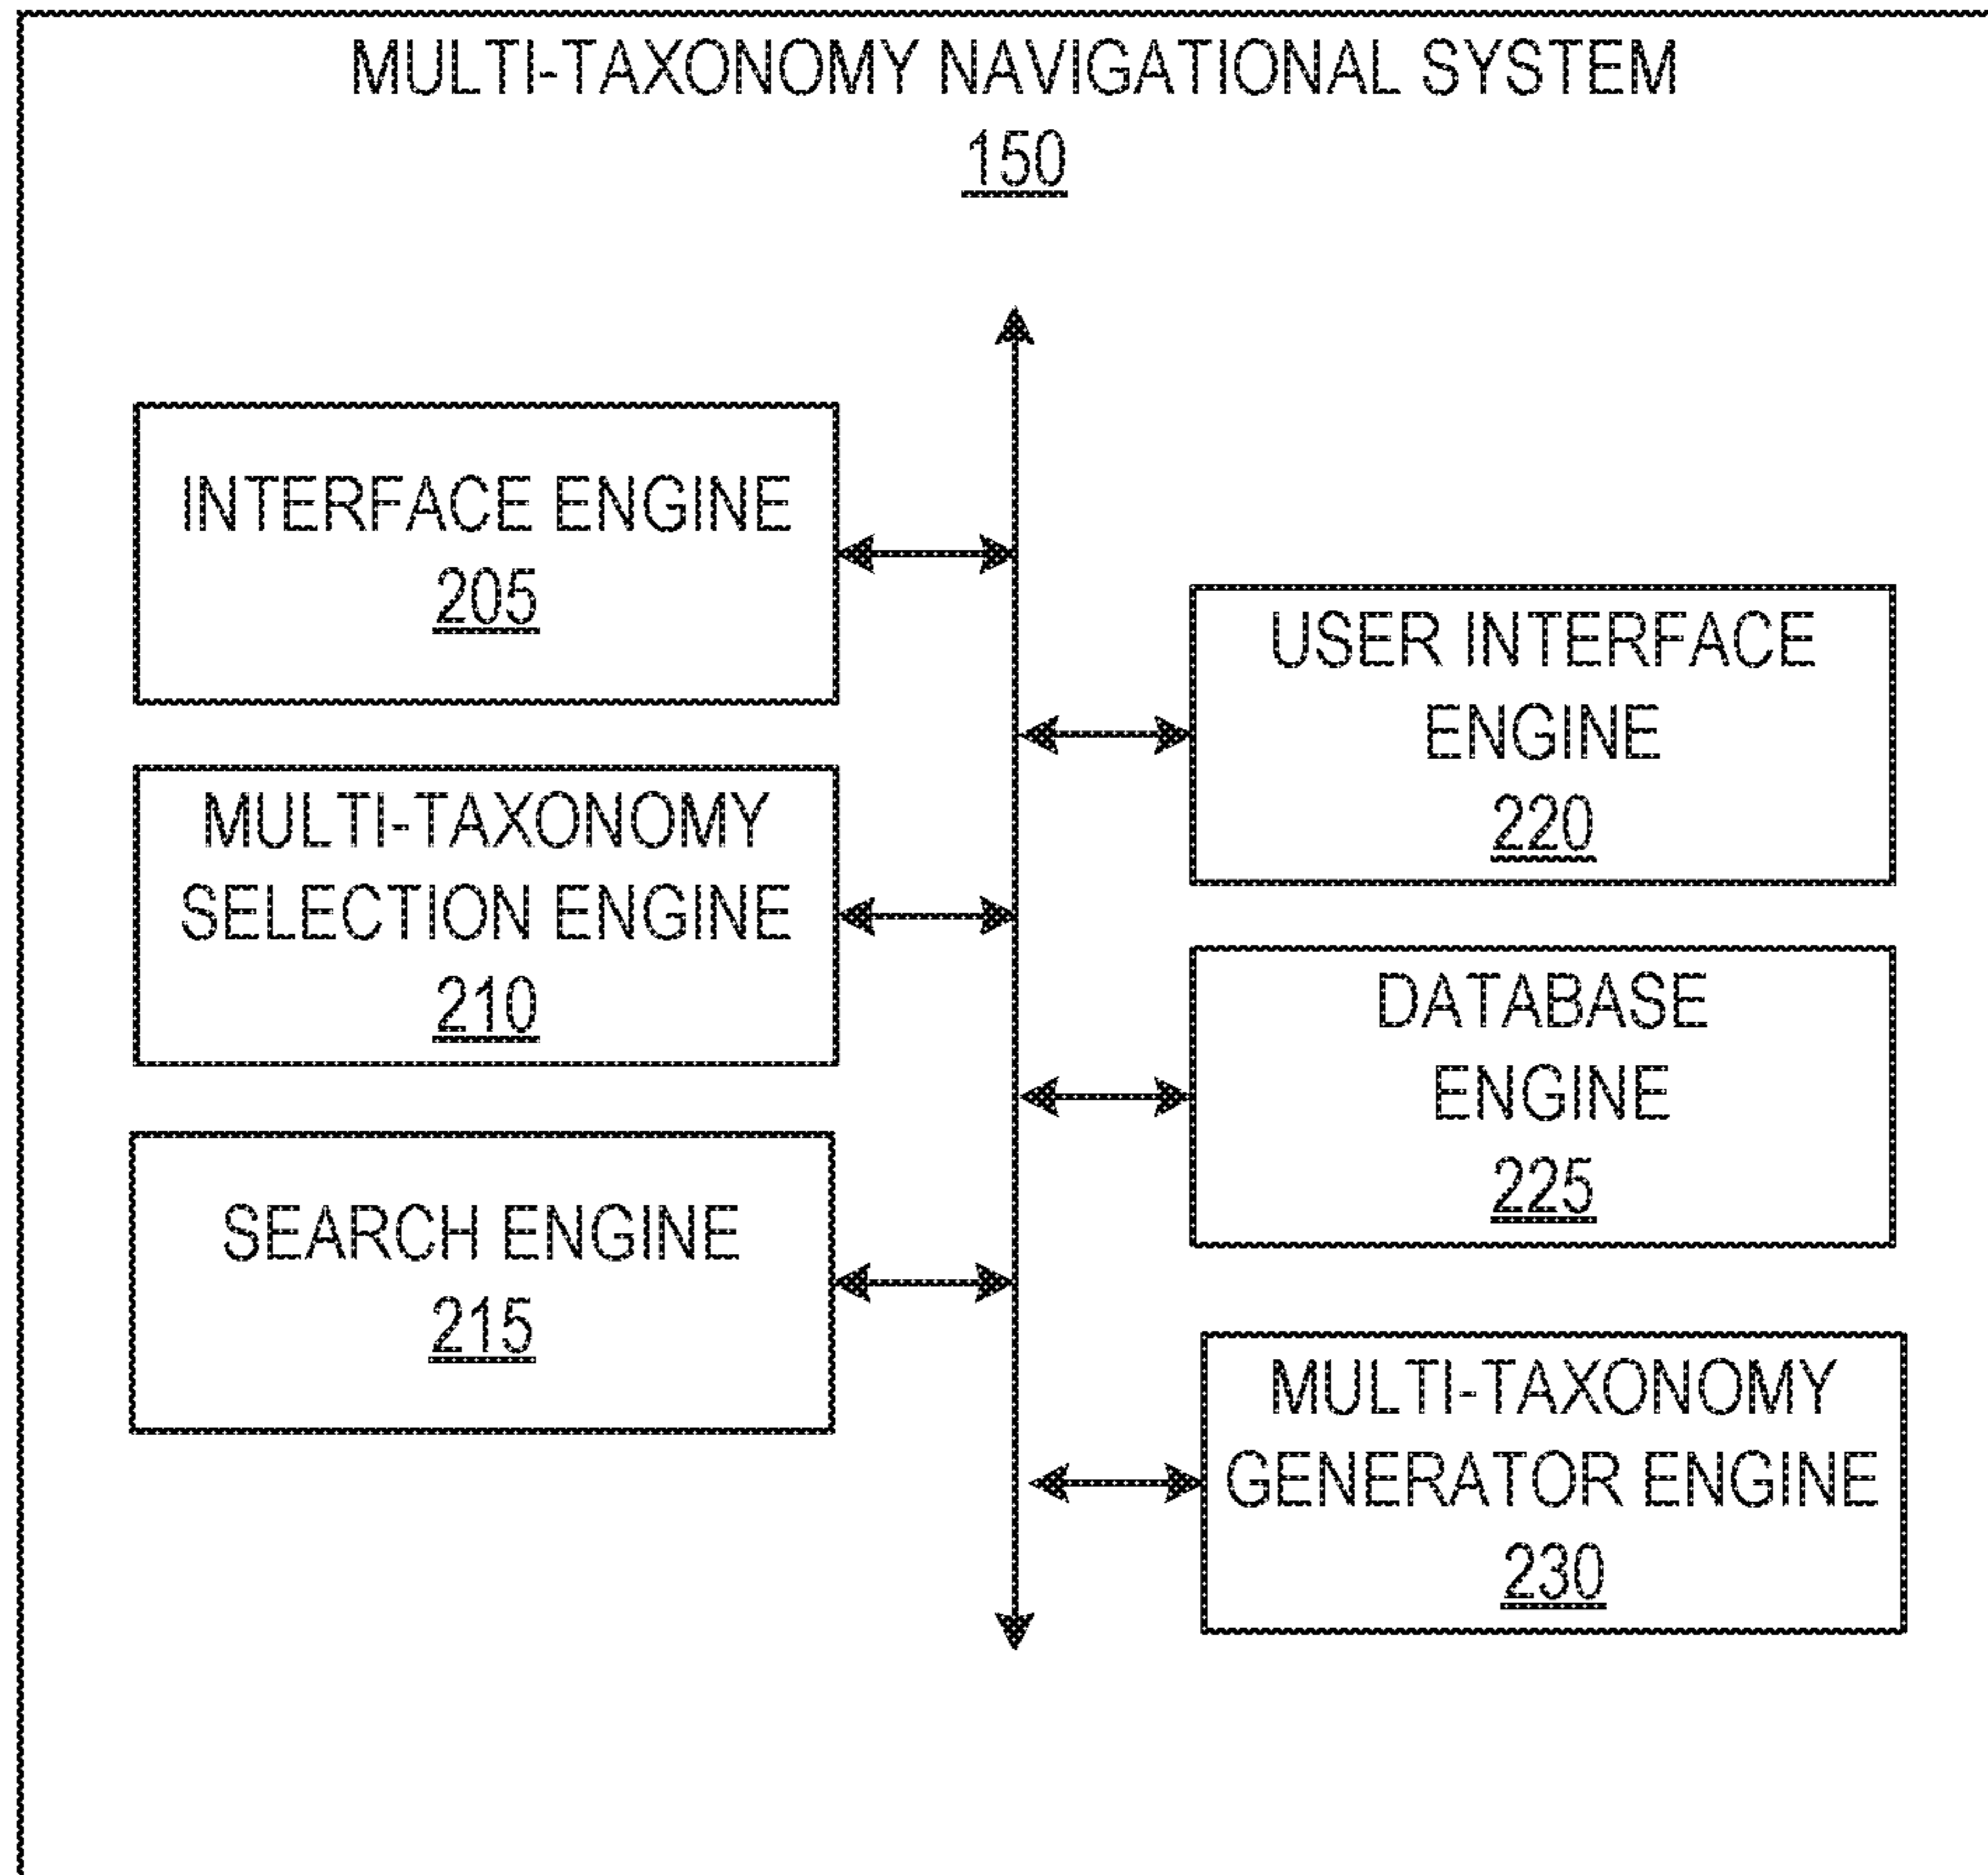 MULTI-TAXONOMY NAVIGATIONAL SYSTEM
150
INTERFACE ENGINE
205
MULTI-TAXONOMY
SELECTION ENGINE
210
SEARCH ENGINE
215
USER INTERFACE
ENGINE
220
DATABASE
ENGINE
225
MULTI-TAXONOMY
GENERATOR ENGINE
230